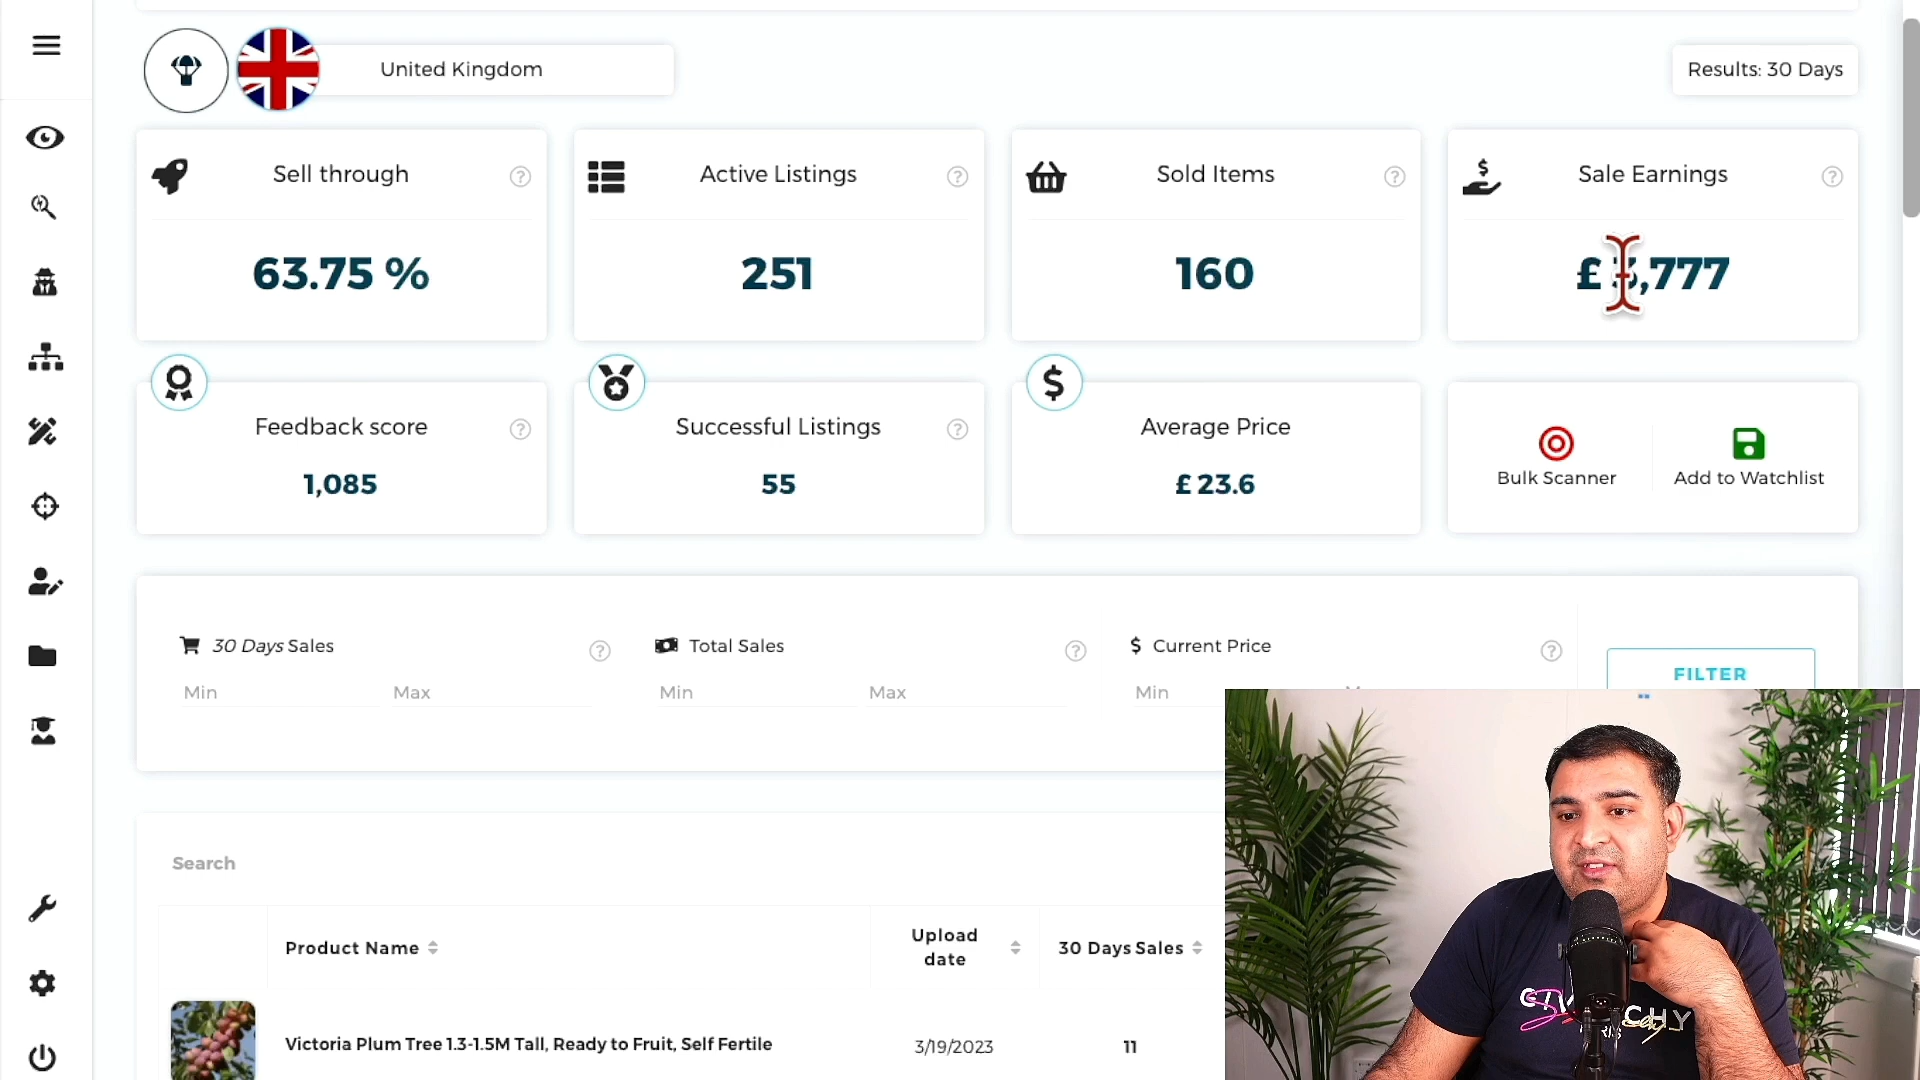 United Kingdom
Results: 30 Days
Sell through
Active Listings
Sold Items
Sale Earnings
63.75 %
251
160
£ 3,777
Feedback score
Successful Listings
Average Price
1,085
55
£ 23.6
Bulk Scanner
Add to Watchlist
30 Days Sales
Total Sales
Current Price
FILTER
Min
Max
Min
Max
Min
Search
Product Name
Upload
date
30 Days Sales
Victoria Plum Tree 1.3-1.5M Tall, Ready to Fruit, Self Fertile
3/19/2023
11